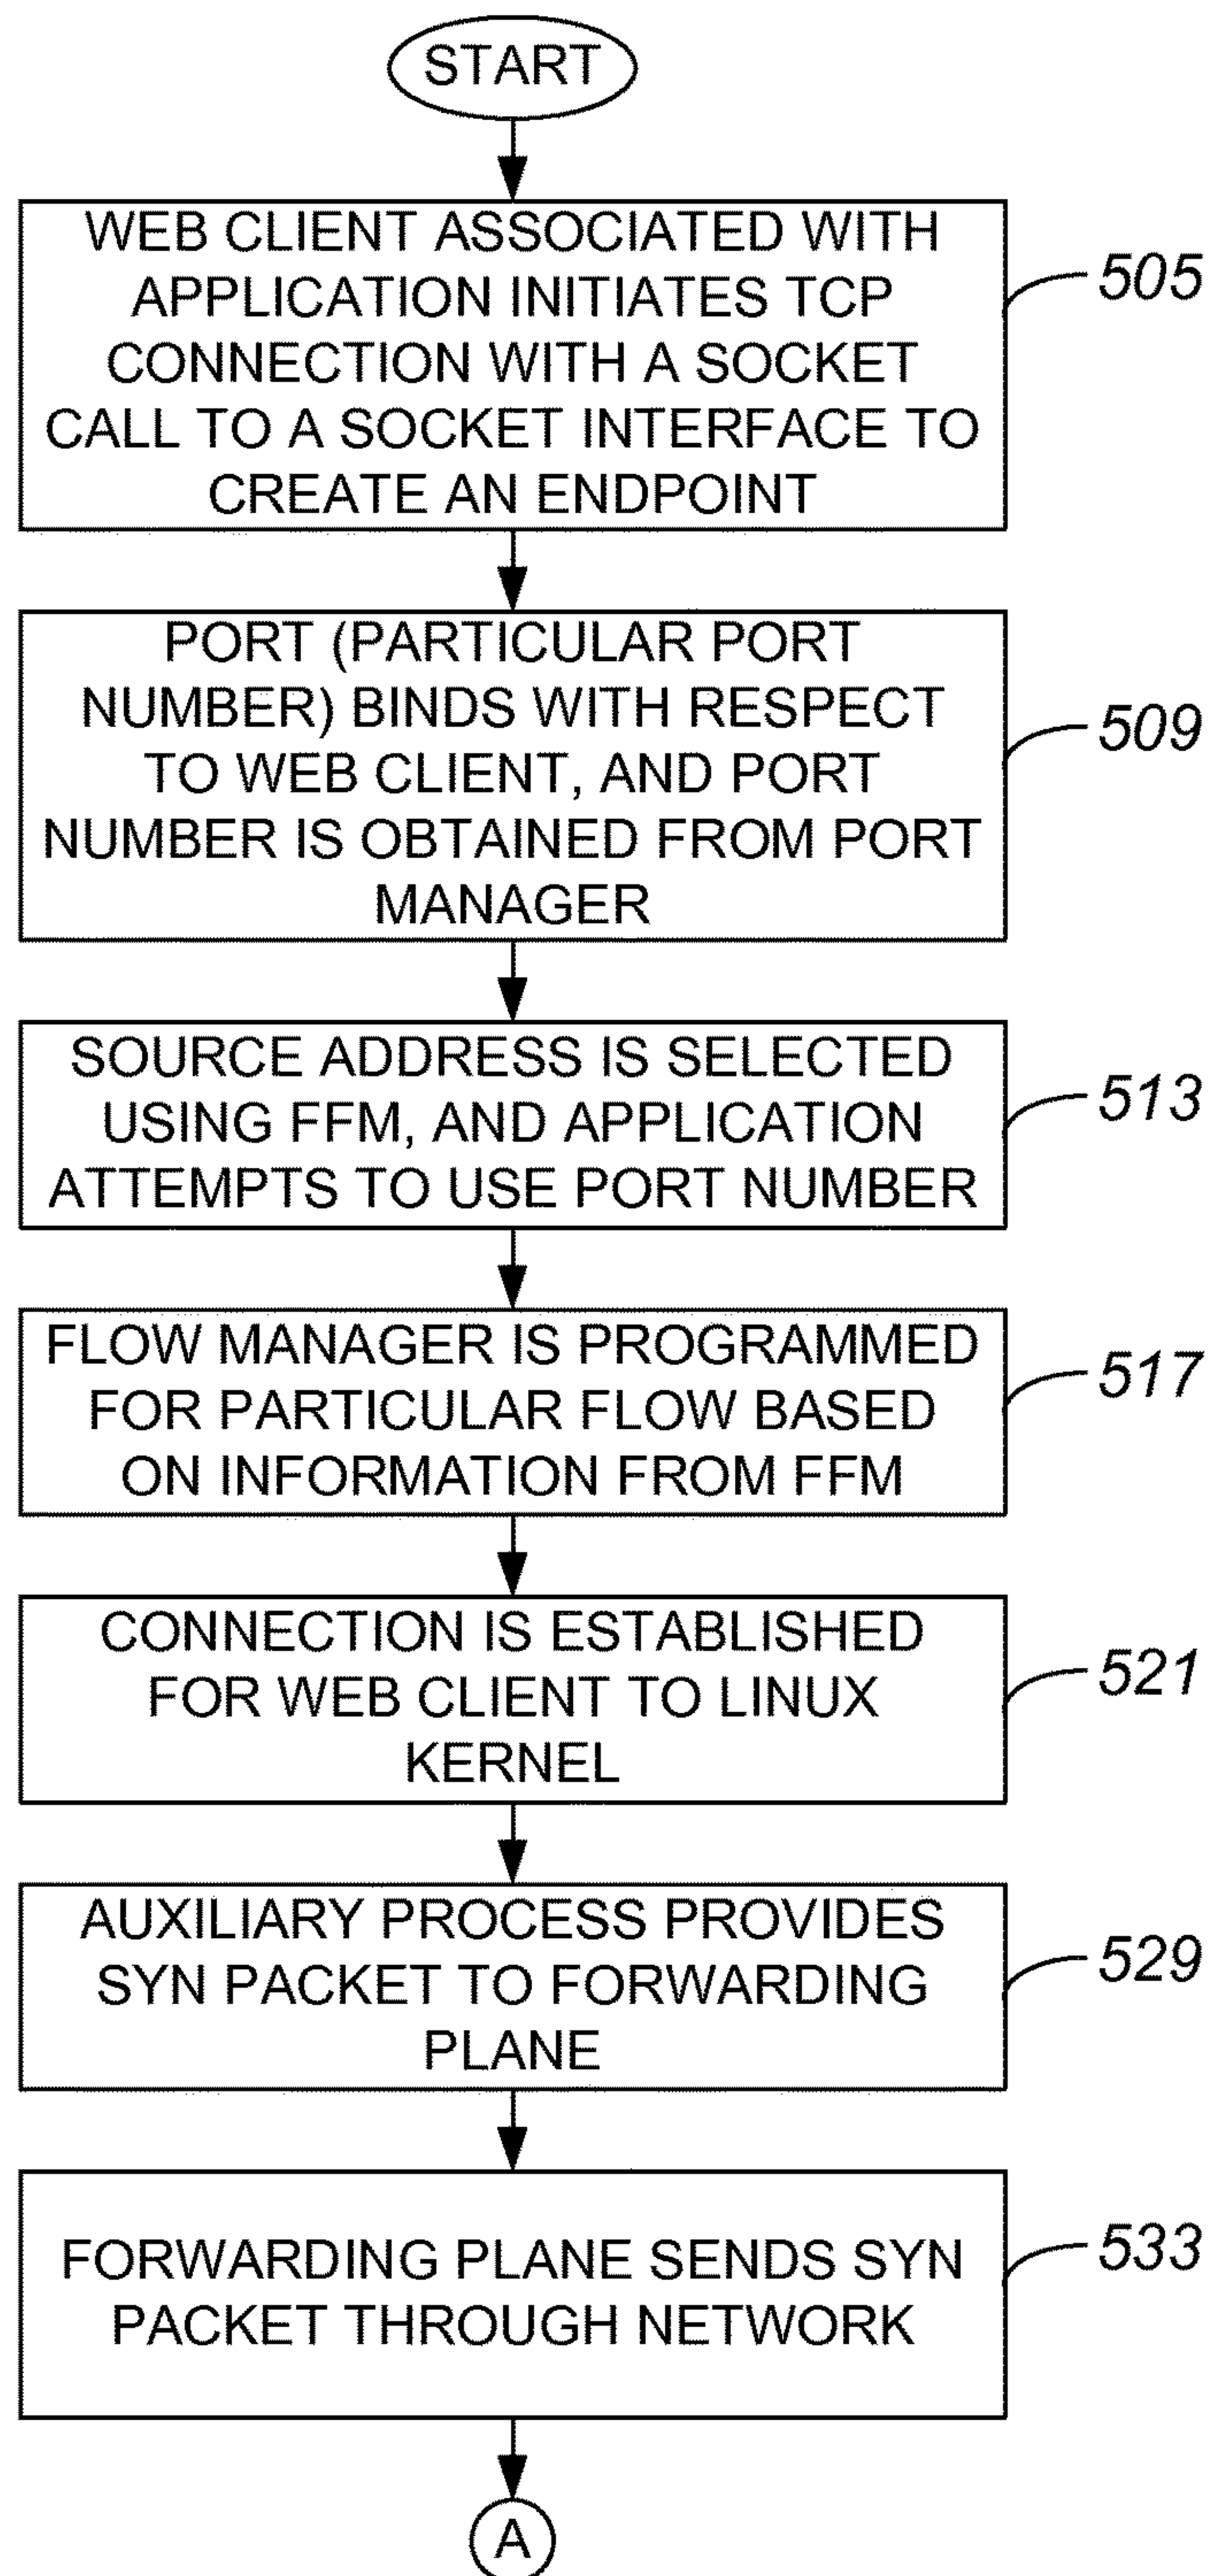 START
WEB CLIENT ASSOCIATED WITH
APPLICATION INITIATES TCP
CONNECTION WITH A SOCKET
CALL TO A SOCKET INTERFACE TO
CREATE AN ENDPOINT
505
PORT (PARTICULAR PORT
NUMBER) BINDS WITH RESPECT
TO WEB CLIENT, AND PORT
NUMBER IS OBTAINED FROM PORT
MANAGER
509
SOURCE ADDRESS IS SELECTED
USING FFM, AND APPLICATION
ATTEMPTS TO USE PORT NUMBER
513
FLOW MANAGER IS PROGRAMMED
FOR PARTICULAR FLOW BASED
ON INFORMATION FROM FFM
517
CONNECTION IS ESTABLISHED
FOR WEB CLIENT TO LINUX
KERNEL
521
AUXILIARY PROCESS PROVIDES
SYN PACKET TO FORWARDING
PLANE
529
FORWARDING PLANE SENDS SYN
PACKET THROUGH NETWORK
533
A